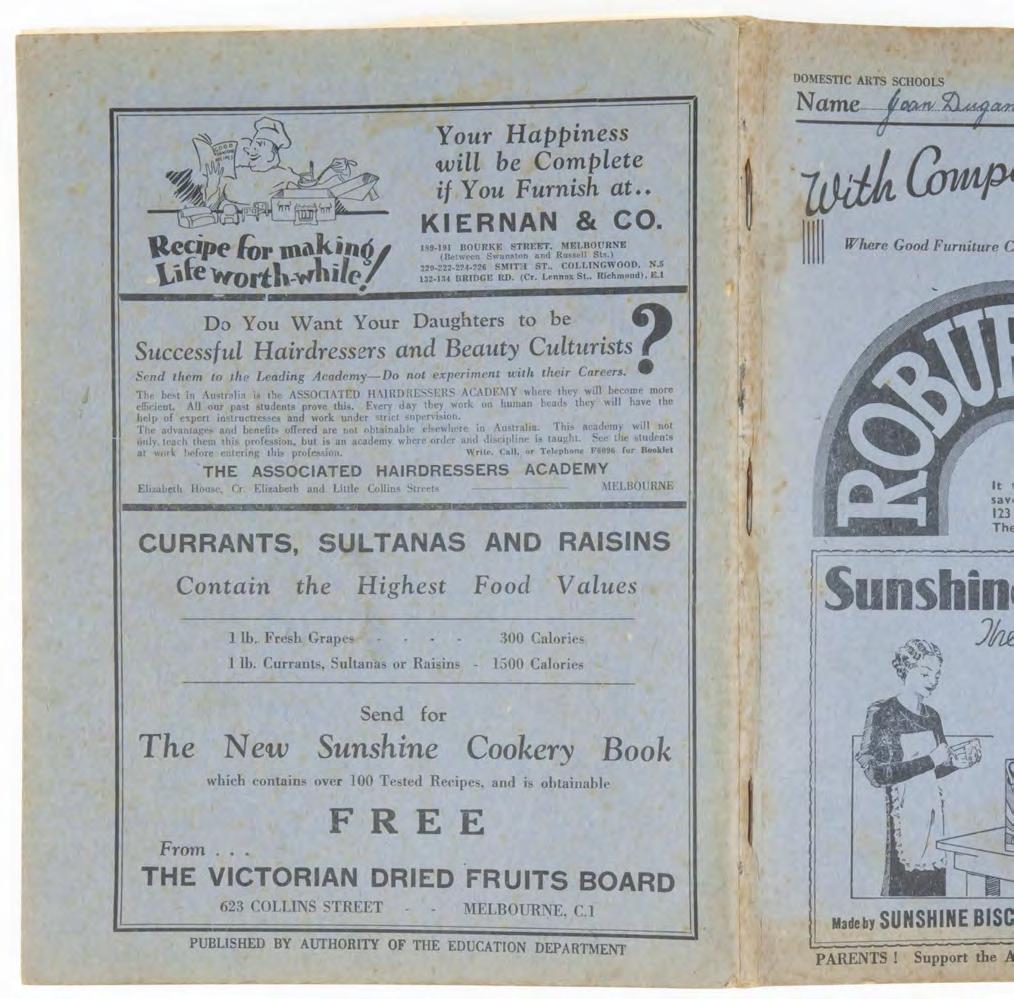 GOOD
Recipe for making
Life worth-while!
Your Happiness
will be Complete
if You Furnish at..
KIERNAN & CO.
189-191 BOURKE STREET, MELBOURNE
(Between Swanston and Russell Sts.)
220-222-224-226 SMITH ST., COLLINGWOOD, N.5
132-134 BRIDGE RD. (Cr. Lennox St., Richmond), E.1
Do You Want Your Daughters to be
Successful Hairdressers and Beauty Culturists ?
Send them to the Leading Academy—Do not experiment with their Careers.
The best in Australia is the ASSOCIATED HAIRDRESSERS ACADEMY where they will become more
efficient. All our past students prove this. Every day they work on human heads they will have the
help of expert instructresses and work under strict supervision.
The advantages and benefits offered are not obtainable elsewhere in Australia. This academy will not
only teach them this profession, but is an academy where order and discipline is taught. See the students
at work before entering this profession. Write, Call, or Telephone F6096 for Booklet
THE ASSOCIATED HAIRDRESSERS ACADEMY
Elizabeth House, Cr. Elizabeth and Little Collins Streets MELBOURNE
CURRANTS, SULTANAS AND RAISINS
Contain the Highest Food Values
1 lb. Fresh Grapes - - - - 300 Calories
1 lb. Currants, Sultanas or Raisins - 1500 Calories
Send for
The New Sunshine Cookery Book
which contains over 100 Tested Recipes, and is obtainable
FREE
From . . .
THE VICTORIAN DRIED FRUITS BOARD
623 COLLINS STREET - - MELBOURNE, C.1
PUBLISHED BY AUTHORITY OF THE EDUCATION DEPARTMENT
DOMESTIC ARTS SCHOOLS
Name Joan Dugan
With Comp
Where Good Furniture C
ROBUR
It
save
123
The
Sunshine
The
Made by SUNSHINE BISC
PARENTS ! Support the A